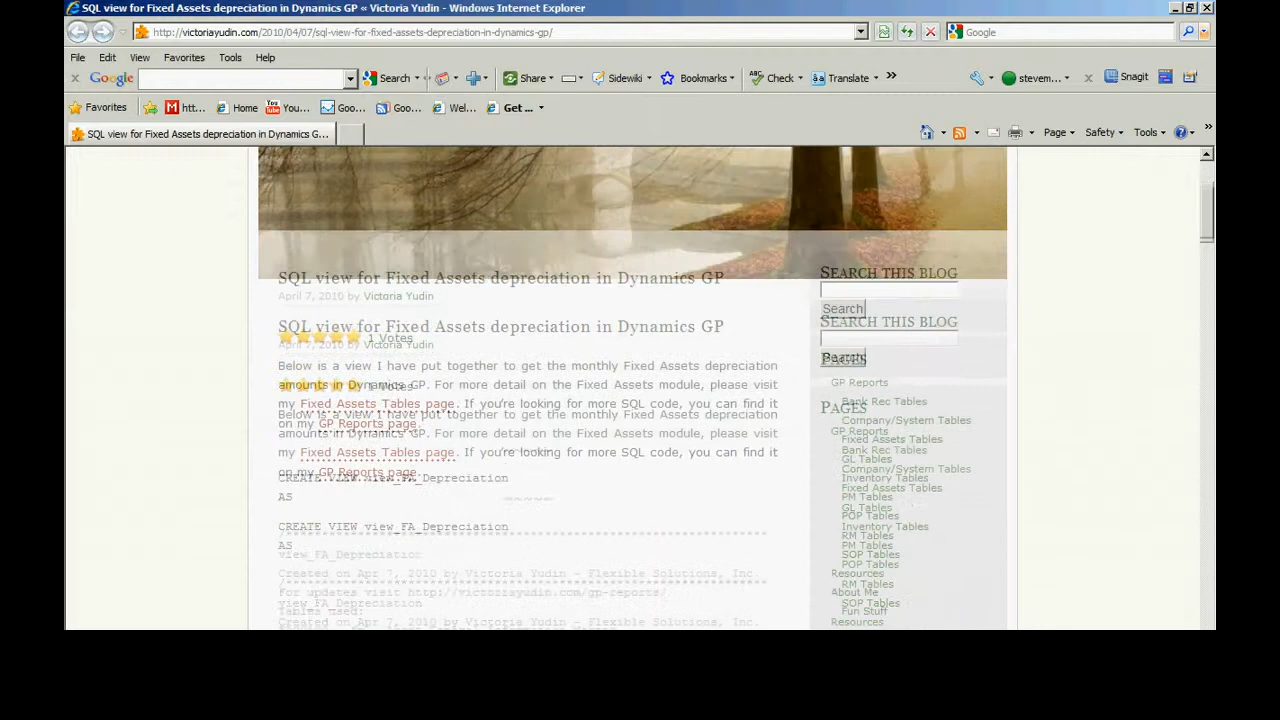 SQL view for Fixed Assets depreciation in Dynamics GP « Victoria Yudin - Windows Internet Explorer
http://victoriayudin.com/2010/04/07/sql-view-for-fixed-assets-depreciation-in-dynamics-gp/
Google
File Edit View Favorites Tools Help
Google Search Share Sidewiki Bookmarks Check Translate stevem... Snagit
Favorites htt... Home You... Goo... Goo... Wel... Get ...
SQL view for Fixed Assets depreciation in Dynamics G...
Page Safety Tools
SQL view for Fixed Assets depreciation in Dynamics GP
April 7, 2010 by Victoria Yudin
SQL view for Fixed Assets depreciation in Dynamics GP
1 Votes
April 7, 2010 by Victoria Yudin
Below is a view I have put together to get the monthly Fixed Assets depreciation
amounts in Dynamics GP. For more detail on the Fixed Assets module, please visit
1 Votes
my Fixed Assets Tables page. If you're looking for more SQL code, you can find it
Below is a view I have put together to get the monthly Fixed Assets depreciation
on my GP Reports page.
amounts in Dynamics GP. For more detail on the Fixed Assets module, please visit
my Fixed Assets Tables page. If you're looking for more SQL code, you can find it
on my GP Reports page.
CREATE VIEW view_FA_Depreciation
AS
CREATE VIEW view_FA_Depreciation
AS
view_FA_Depreciation
Created on Apr 7, 2010 by Victoria Yudin - Flexible Solutions, Inc.
For updates visit http://victoriayudin.com/gp-reports/
view_FA_Depreciation
Tables used:
Created on Apr 7, 2010 by Victoria Yudin - Flexible Solutions, Inc.
Search this blog
Search
Search this blog
Search
Pages
GP Reports
Bank Rec Tables
Pages
Company/System Tables
GP Reports
Fixed Assets Tables
Bank Rec Tables
GL Tables
Company/System Tables
Inventory Tables
Fixed Assets Tables
PM Tables
GL Tables
POP Tables
Inventory Tables
RM Tables
PM Tables
SOP Tables
POP Tables
Resources
RM Tables
About Me
SOP Tables
Fun Stuff
Resources